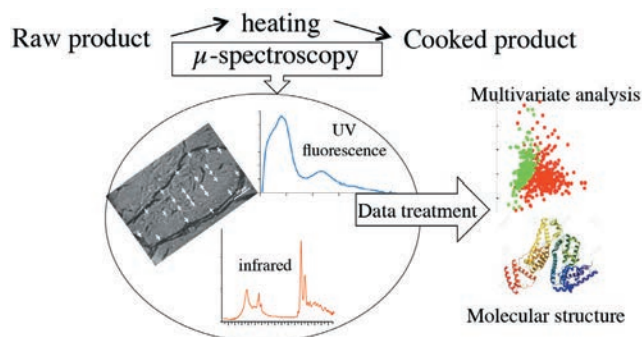 Raw product
heating
Cooked product
μ-spectroscopy
Multivariate analysis
UV
fluorescence
Data treatment
infrared
Molecular structure